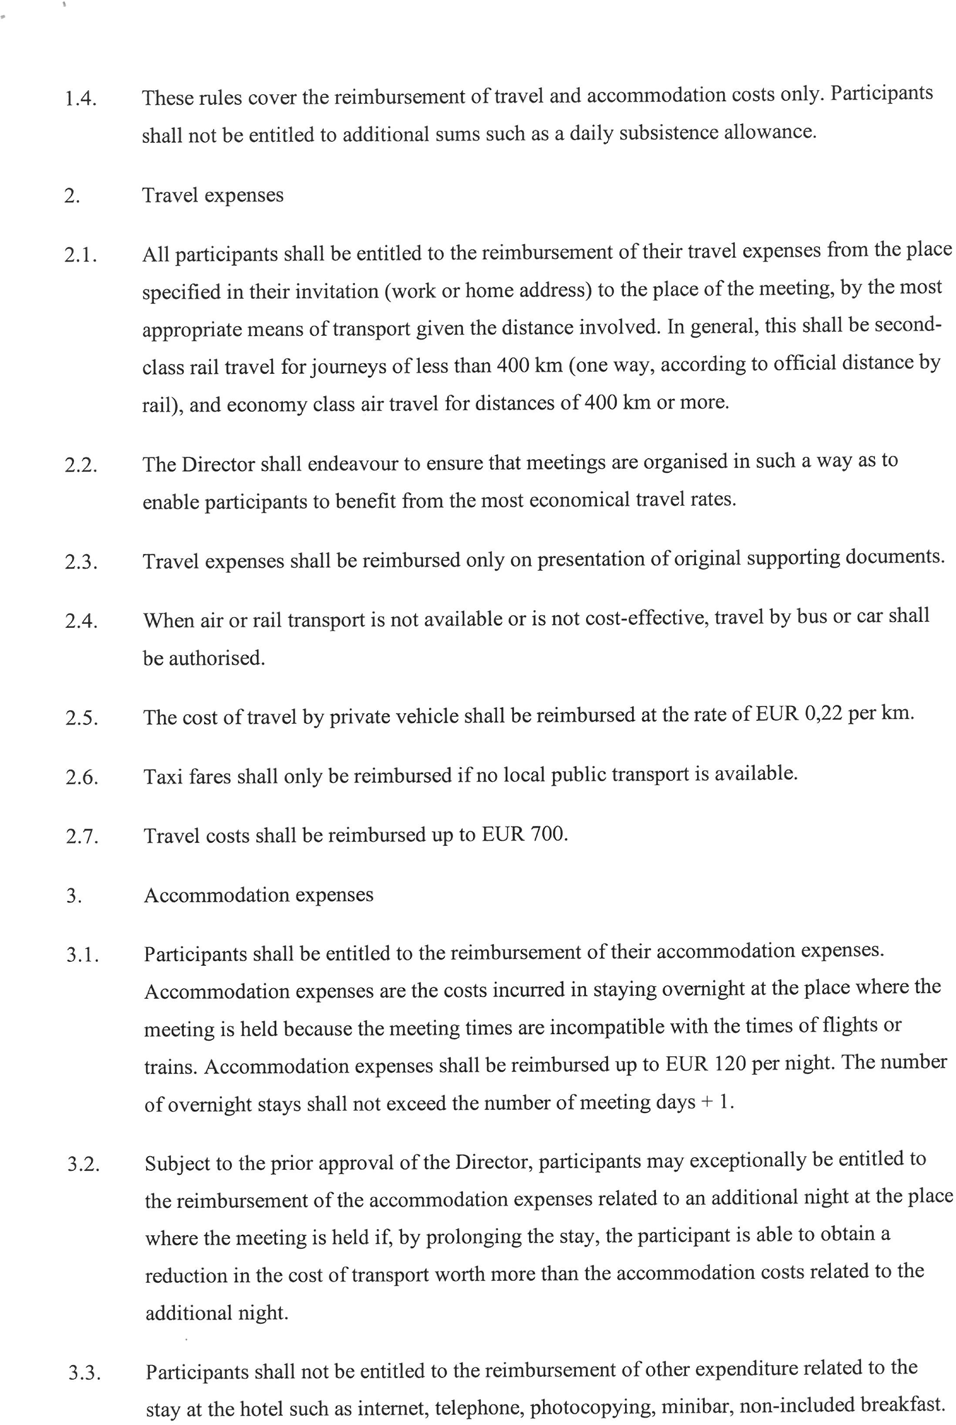 1.4. These rules cover the reimbursement of travel and accommodation costs only. Participants
shall not be entitled to additional sums such as a daily subsistence allowance.
2. Travel expenses
2.1. All participants shall be entitled to the reimbursement of their travel expenses from the place
specified in their invitation (work or home address) to the place of the meeting, by the most
appropriate means of transport given the distance involved. In general, this shall be second-
class rail travel for journeys of less than 400 km (one way, according to official distance by
rail), and economy class air travel for distances of 400 km or more.
2.2. The Director shall endeavour to ensure that meetings are organised in such a way as to
enable participants to benefit from the most economical travel rates.
2.3. Travel expenses shall be reimbursed only on presentation of original supporting documents.
2.4. When air or rail transport is not available or is not cost-effective, travel by bus or car shall
be authorised.
2.5. The cost of travel by private vehicle shall be reimbursed at the rate of EUR 0,22 per km.
2.6. Taxi fares shall only be reimbursed if no local public transport is available.
2.7. Travel costs shall be reimbursed up to EUR 700.
3. Accommodation expenses
3.1. Participants shall be entitled to the reimbursement of their accommodation expenses.
Accommodation expenses are the costs incurred in staying overnight at the place where the
meeting is held because the meeting times are incompatible with the times of flights or
trains. Accommodation expenses shall be reimbursed up to EUR 120 per night. The number
of overnight stays shall not exceed the number of meeting days + 1.
3.2. Subject to the prior approval of the Director, participants may exceptionally be entitled to
the reimbursement of the accommodation expenses related to an additional night at the place
where the meeting is held if, by prolonging the stay, the participant is able to obtain a
reduction in the cost of transport worth more than the accommodation costs related to the
additional night.
3.3. Participants shall not be entitled to the reimbursement of other expenditure related to the
stay at the hotel such as internet, telephone, photocopying, minibar, non-included breakfast.